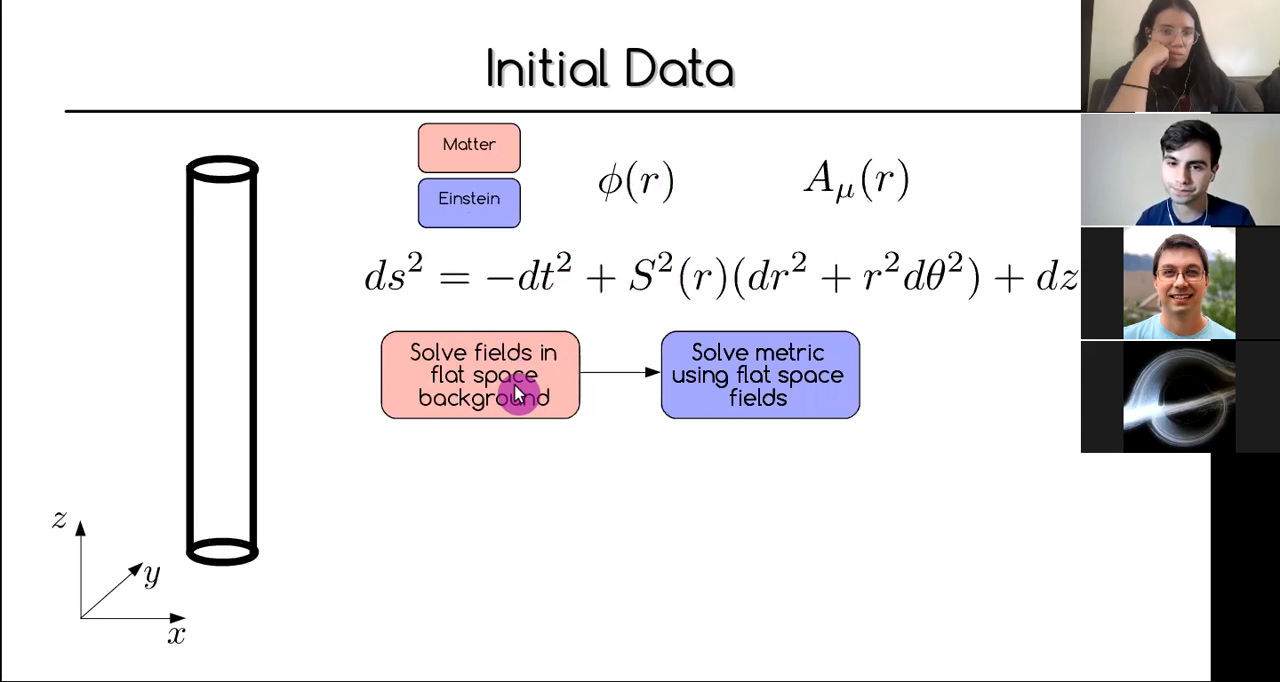 Initial Data
Matter
Einstein
ϕ(r)
A_μ(r)
ds² = −dt² + S²(r)(dr² + r²dθ²) + dz
Solve fields in
flat space
background
Solve metric
using flat space
fields
z
y
x